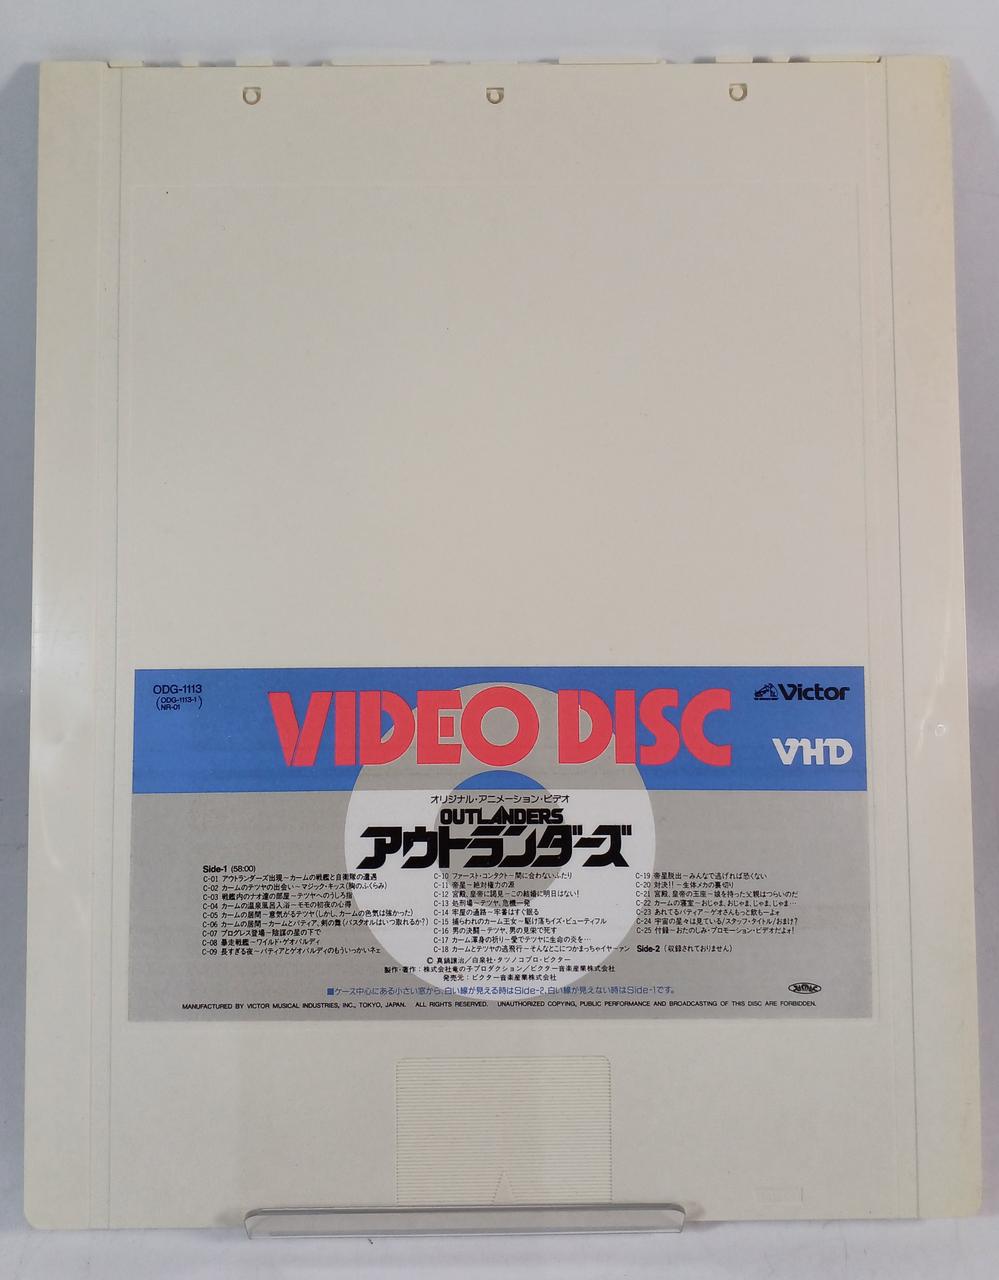 ODG-1113
(ODG-1113-1)
NR-01
VIDEO DISC
Victor
VHD
オリジナル・アニメーション・ビデオ
OUTLANDERS
アウトランダーズ
Side-1 (58:00)
C-01 アウトランダーズ出現~カームの戦艦と自衛隊の遭遇
C-02 カームのテツヤの出会い~マジック・キッス(胸のふくらみ)
C-03 戦艦内のナオ連の部屋~テツヤへのうしろ指
C-04 カームの温泉風呂入浴~モモの初夜の心得
C-05 カームの居間~意気がるテツヤ(しかし、カームの色気は強かった)
C-06 カームの居間~カームとバティア、剣の舞(バスタオルはいつ取れるか?)
C-07 プログレス登場~陰謀の星の下で
C-08 暴走戦艦~ワイルド・ゲオバルディ
C-09 長すぎる夜~バティアとゲオバルディのもういっかいネェ
C-10 ファースト・コンタクト~間に合わないふたり
C-11 帝星~絶対権力の源
C-12 宮殿、皇帝に謁見~この結婚に明日はない!
C-13 処刑場~テツヤ、危機一発
C-14 牢屋の通路~牢番はすぐ眠る
C-15 捕らわれのカーム王女~駆け落ちイズ・ビューティフル
C-16 男の決闘~テツヤ、男の見栄で死す
C-17 カーム渾身の祈り~愛でテツヤに生命の炎を…
C-18 カームとテツヤの逃飛行~そんなとこにつかまっちゃイヤーァン
C-19 帝星脱出~みんなで逃げれば恐くない
C-20 対決!!~生体メカの裏切り
C-21 宮殿、皇帝の玉座~娘を持った父親はつらいのだ
C-22 カームの寝室~おじゃま、おじゃま、じゃま、じゃま…
C-23 あれてるバティア~ゲオさんもっと飲もーよォ
C-24 宇宙の星々は見ている/スタッフ・タイトル/おまけ?
C-25 付録~おたのしみ・プロモーション・ビデオだよォ!
Side-2 (収録されておりません)
© 真鍋譲治/白泉社・タツノコプロ・ビクター
製作・著作:株式会社竜の子プロダクション/ビクター音楽産業株式会社
発売元:ビクター音楽産業株式会社
■ケース中心にある小さい窓から、白い線が見える時はSide-2、白い線が見えない時はSide-1です。
MANUFACTURED BY VICTOR MUSICAL INDUSTRIES, INC., TOKYO, JAPAN. ALL RIGHTS RESERVED. UNAUTHORIZED COPYING, PUBLIC PERFORMANCE AND BROADCASTING OF THIS DISC ARE FORBIDDEN.